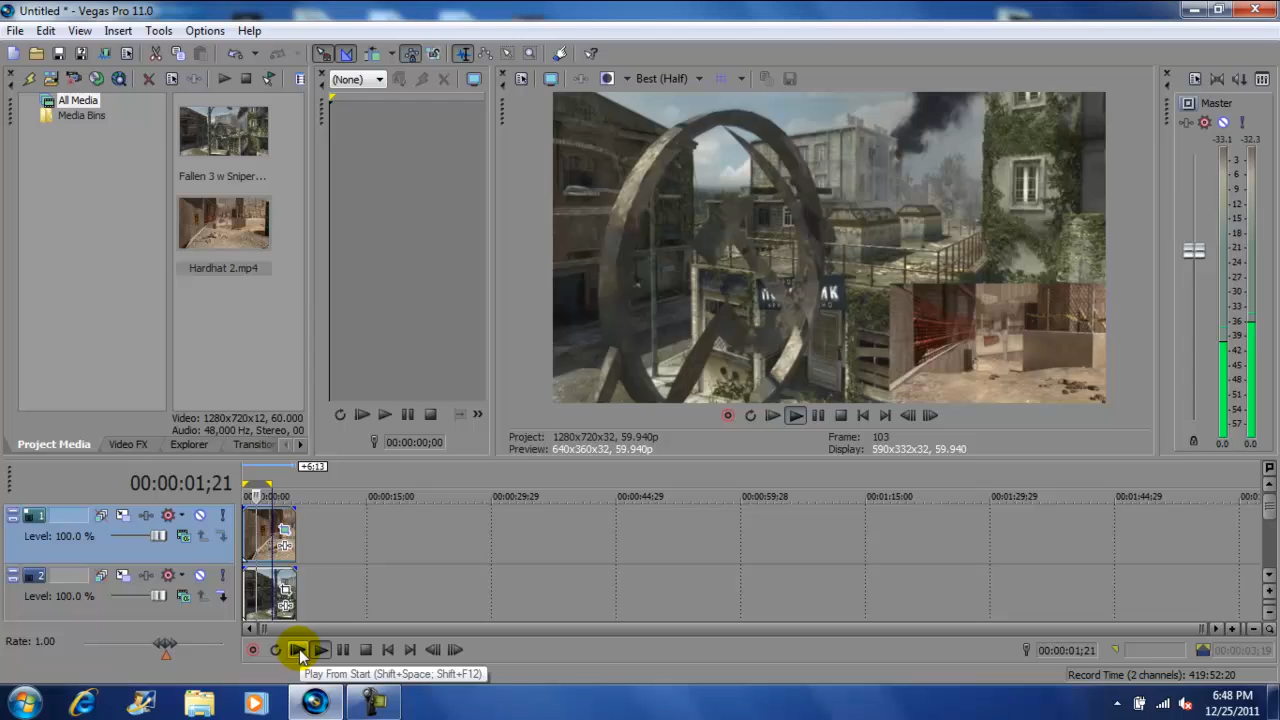 Untitled * - Vegas Pro 11.0
File Edit View Insert Tools Options Help
(None)
Best (Half)
All Media
Media Bins
Fallen 3 w Sniper...
Hardhat 2.mp4
Video: 1280x720x12, 60.000
Audio: 48,000 Hz, Stereo, 00
Project Media Video FX Explorer Transition
00:00:00;00
Project: 1280x720x32, 59.940p
Preview: 640x360x32, 59.940p
Frame: 103
Display: 590x332x32, 59.940
Master
-33.1 -32.3
3
6
9
12
15
18
21
24
27
30
33
36
39
42
45
48
51
54
57
0.0 0.0
+6:13
00:00:01;21
00:00:15;00 00:00:29;29 00:00:44;29 00:00:59;28 00:01:15;00 00:01:29;29 00:01:44;29
1
Level: 100.0 %
2
Level: 100.0 %
Rate: 1.00
Play From Start (Shift+Space; Shift+F12)
00:00:01;21
00:00:03;19
Record Time (2 channels): 419:52:20
6:48 PM
12/25/2011